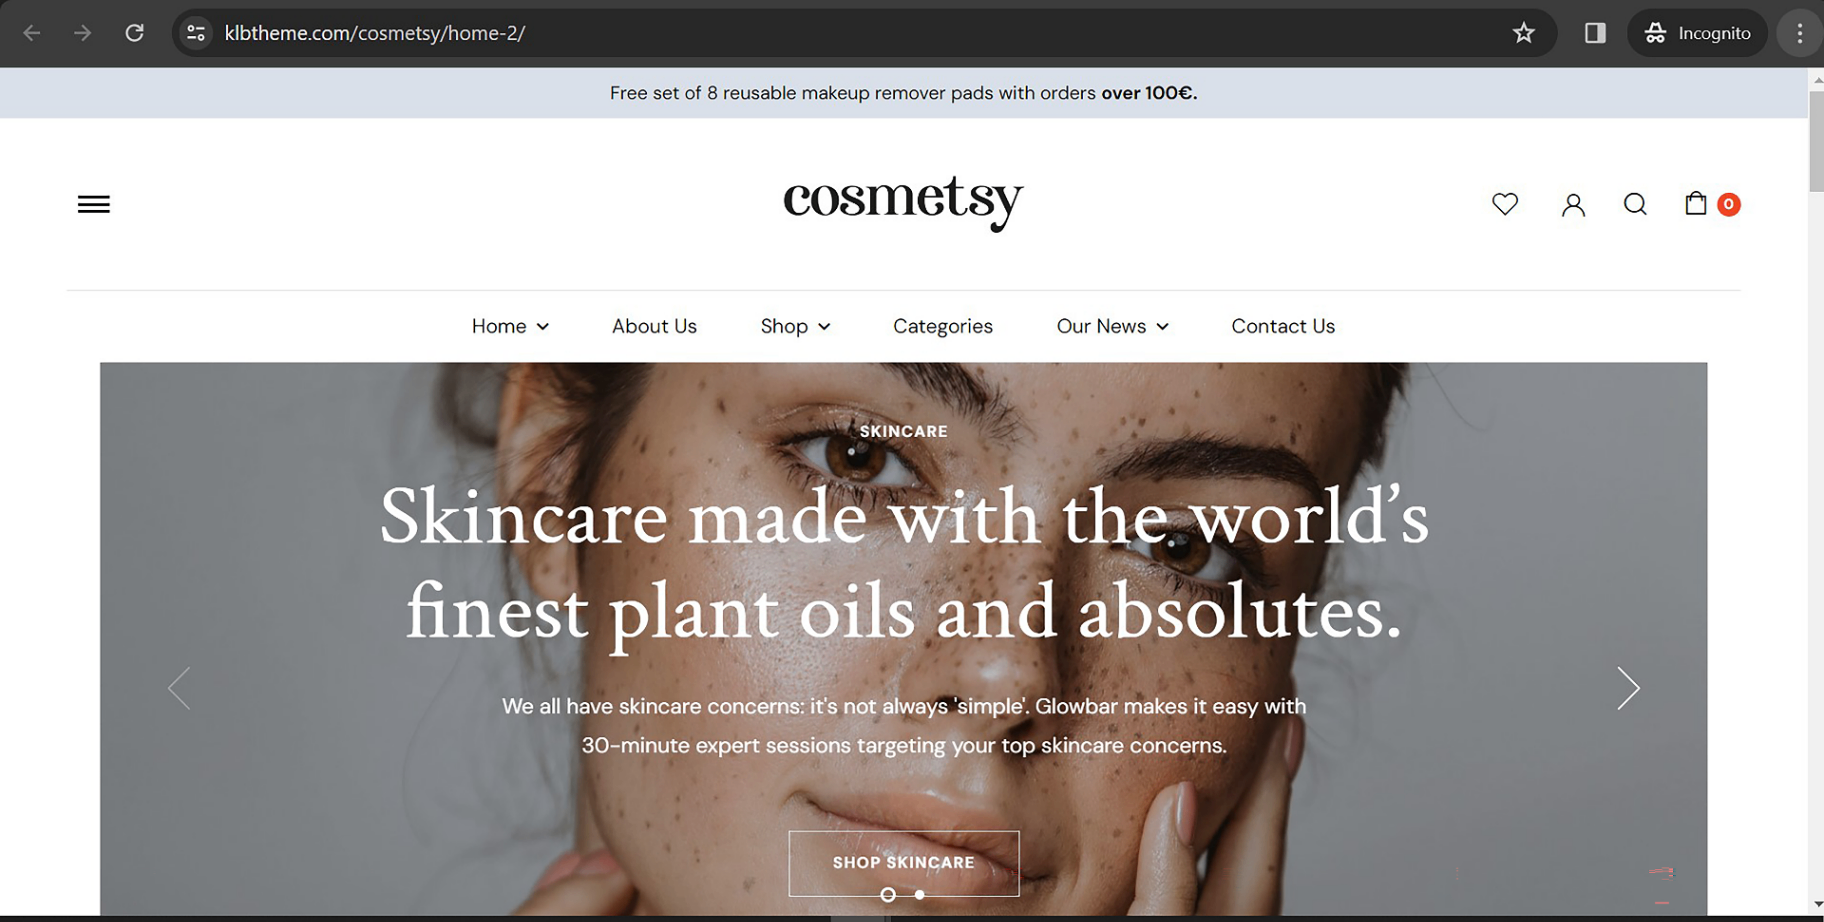 klbtheme.com/cosmetsy/home-2/
Incognito
Free set of 8 reusable makeup remover pads with orders over 100€.
cosmetsy
0
Home
About Us
Shop
Categories
Our News
Contact Us
SKINCARE
Skincare made with the world’s
finest plant oils and absolutes.
We all have skincare concerns: it's not always 'simple'. Glowbar makes it easy with
30-minute expert sessions targeting your top skincare concerns.
SHOP SKINCARE